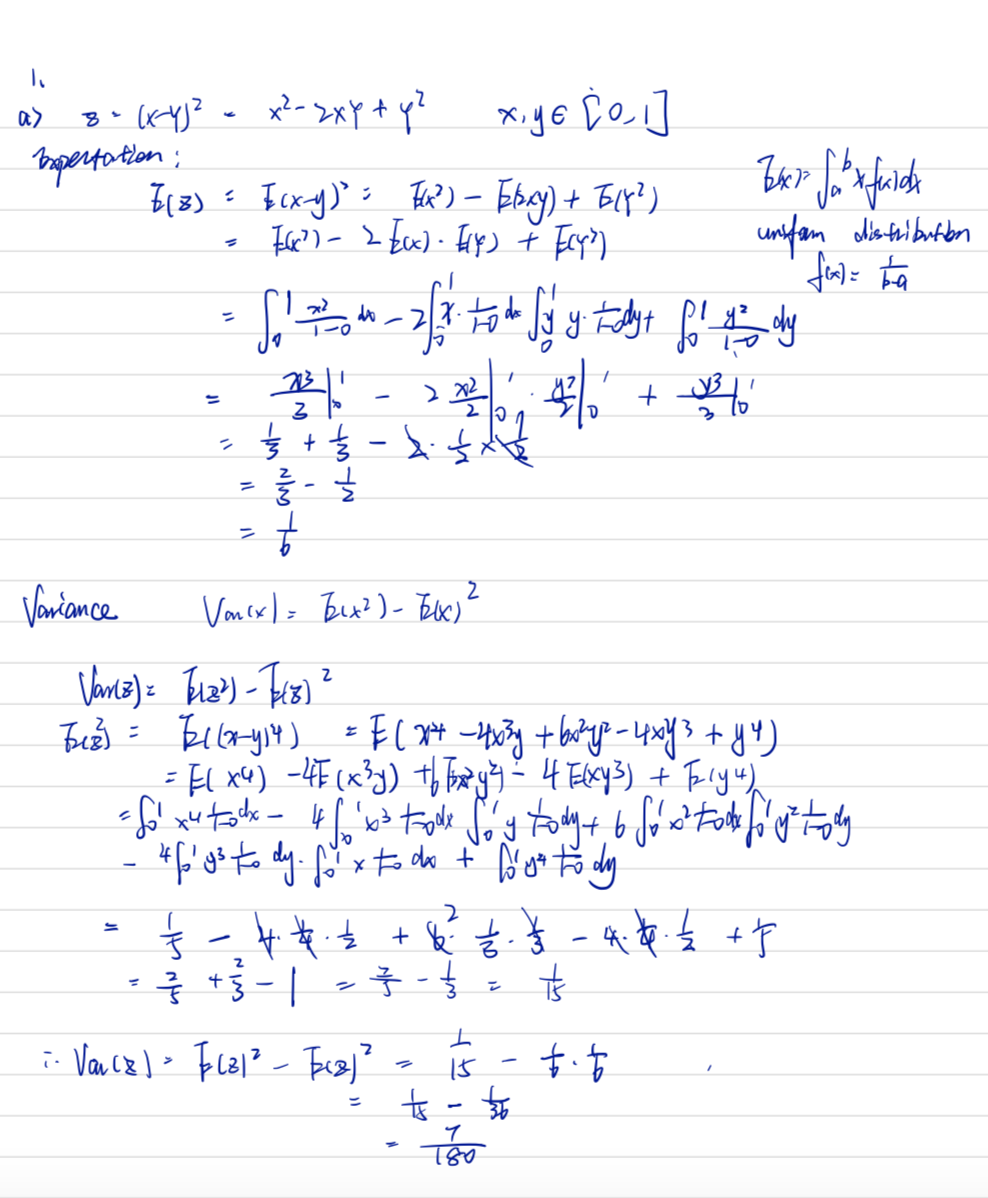 1.
a) z = (x-y)² = x² - 2xy + y² x, y ∈ [0, 1]
Expectation:
E(z) = E(x-y)² = E(x²) - E(2xy) + E(y²)
= E(x²) - 2E(x)·E(y) + E(y²)
E(x) = ∫_a^b x f(x) dx
uniform distribution
f(x) = 1/(b-a)
= ∫_0^1 x²/(1-0) dx - 2∫_0^1 x·1/(1-0) dx ∫_0^1 y·1/(1-0) dy + ∫_0^1 y²/(1-0) dy
= x³/3 |_0^1 - 2 x²/2 |_0^1 · y²/2 |_0^1 + y³/3 |_0^1
= 1/3 + 1/3 - 2·1/2 × 1/2
= 2/3 - 1/2
= 1/6
Variance Var(x) = E(x²) - E(x)²
Var(z) = E(z²) - E(z)²
E(z²) = E((x-y)4) = E(x4 - 4x³y + 6x²y² - 4xy³ + y4)
= E(x4) - 4E(x³y) + 6E(x²y²) - 4E(xy³) + E(y4)
= ∫_0^1 x4 1/(1-0) dx - 4∫_0^1 x³ 1/(1-0) dx ∫_0^1 y 1/(1-0) dy + 6∫_0^1 x² 1/(1-0) dx ∫_0^1 y² 1/(1-0) dy
- 4∫_0^1 y³ 1/(1-0) dy · ∫_0^1 x 1/(1-0) dx + ∫_0^1 y4 1/(1-0) dy
= 1/5 - 4·1/4·1/2 + 6² 1/3·1/3 - 4·1/4·1/2 + 1/5
= 2/5 + 2/3 - 1 = 2/5 - 1/3 = 1/15
∴ Var(z) = E(z)² - E(z)² = 1/15 - 1/6·1/6
= 1/15 - 1/36
= 7/180